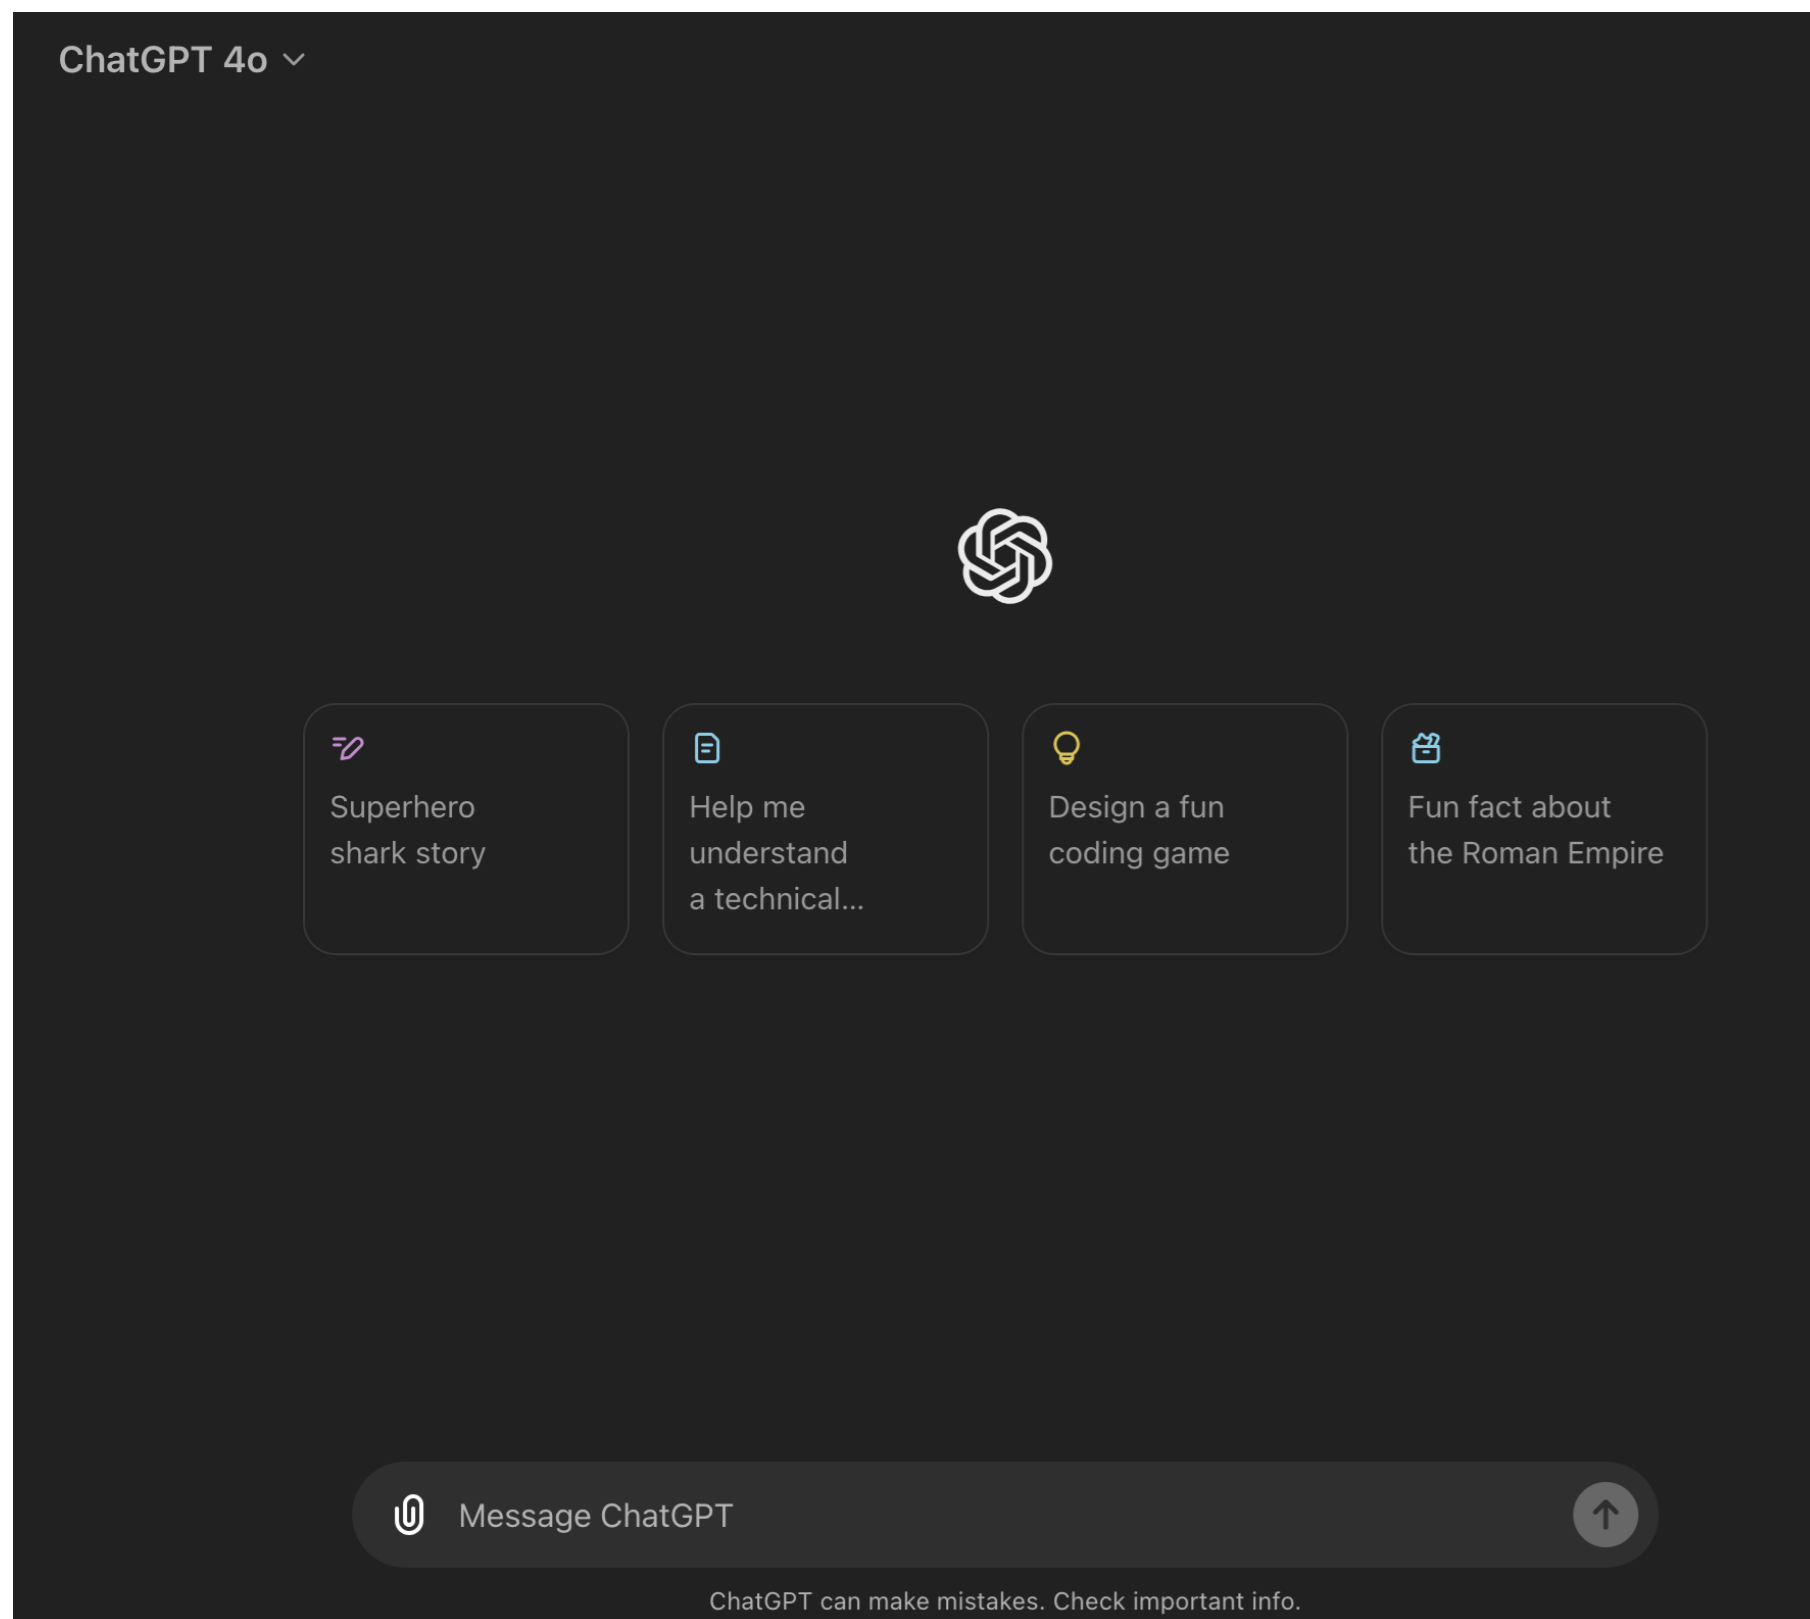 ChatGPT 4o
Superhero
shark story
Help me
understand
a technical...
Design a fun
coding game
Fun fact about
the Roman Empire
Message ChatGPT
ChatGPT can make mistakes. Check important info.